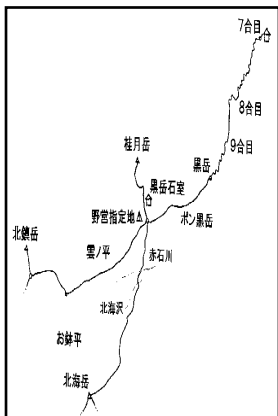 7合目
8合目
9合目
桂月岳
黒岳
黒岳石室
野営指定地
ポン黒岳
北鎮岳
雲ノ平
赤石川
北海沢
お鉢平
北海岳